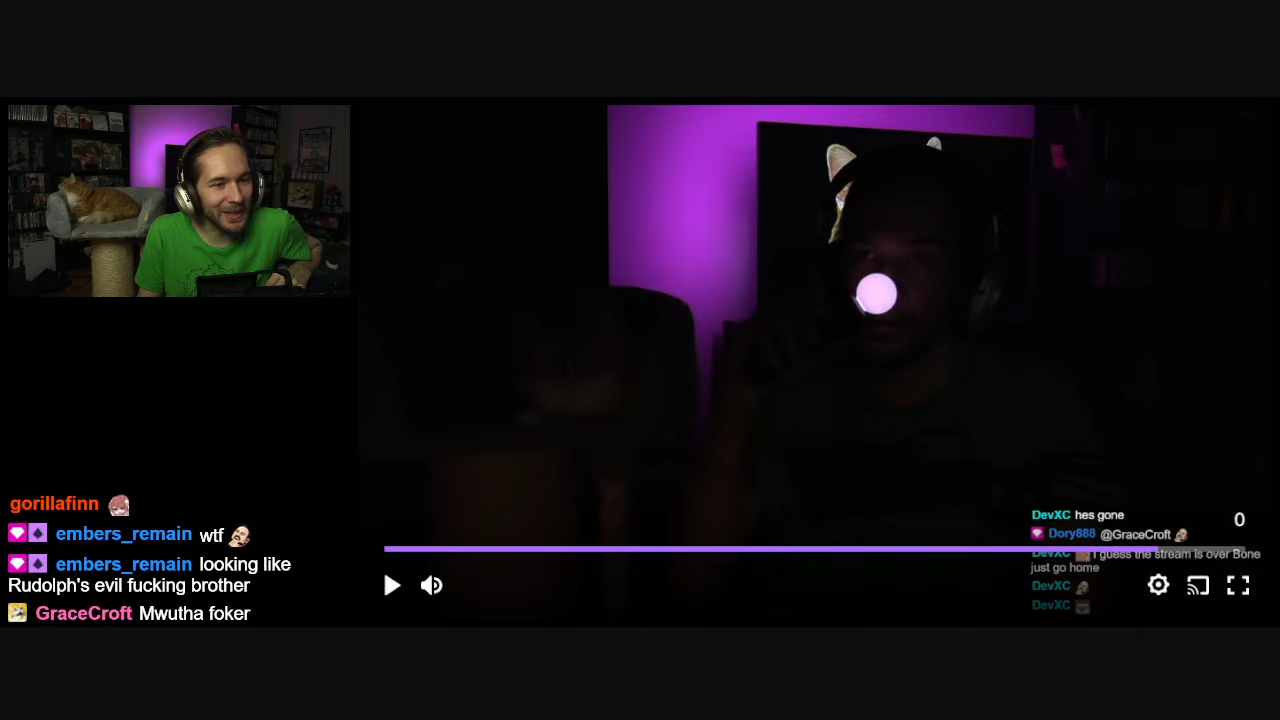 gorillafinn
embers_remain wtf
embers_remain looking like
Rudolph's evil fucking brother
GraceCroft Mwutha foker
DevXC hes gone
0
Dory888 @GraceCroft
DevXC I guess the stream is over Bone
just go home
DevXC
DevXC